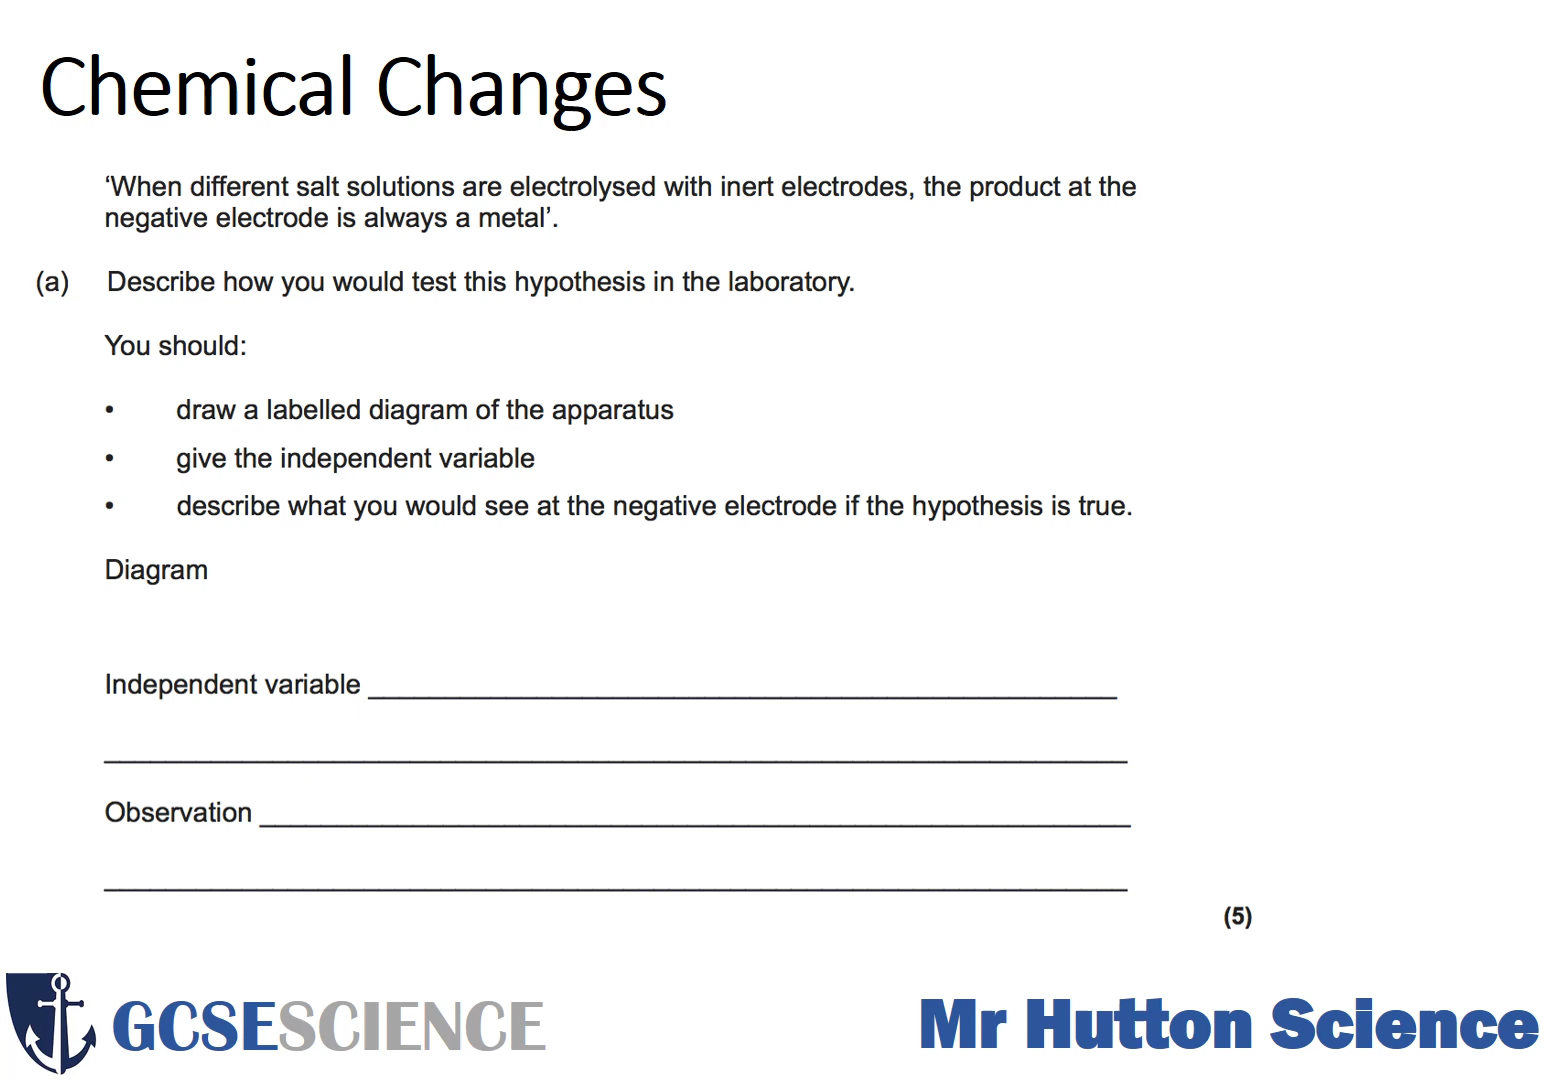 Chemical Changes
‘When different salt solutions are electrolysed with inert electrodes, the product at the
negative electrode is always a metal’.
(a) Describe how you would test this hypothesis in the laboratory.
You should:
• draw a labelled diagram of the apparatus
• give the independent variable
• describe what you would see at the negative electrode if the hypothesis is true.
Diagram
Independent variable
Observation
(5)
GCSESCIENCE
Mr Hutton Science